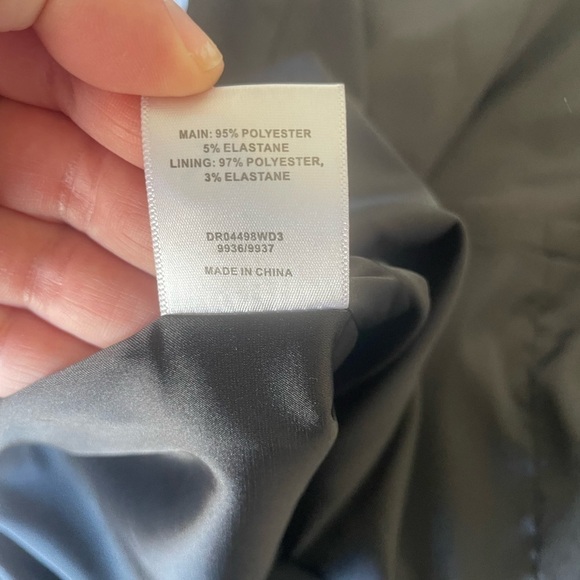 MAIN: 95% POLYESTER
5% ELASTANE
LINING: 97% POLYESTER,
3% ELASTANE
DR04498WD3
9936/9937
MADE IN CHINA